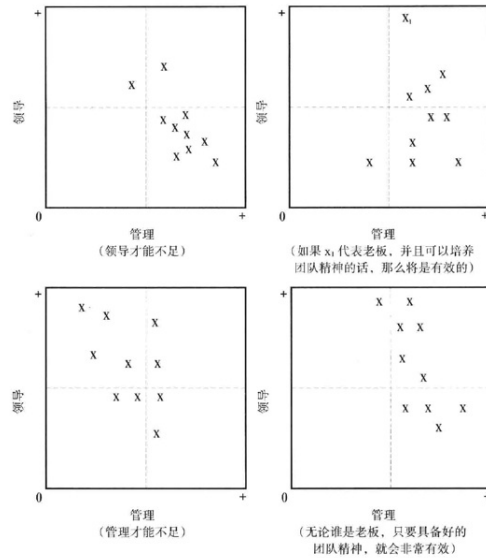 +
+
x₁
领导
领导
0
+
0
+
管理
管理
(领导才能不足)
(如果 x₁ 代表老板，并且可以培养
团队精神的话，那么将是有效的)
+
+
领导
领导
0
+
0
+
管理
管理
(管理才能不足)
(无论谁是老板，只要具备好的
团队精神，就会非常有效)